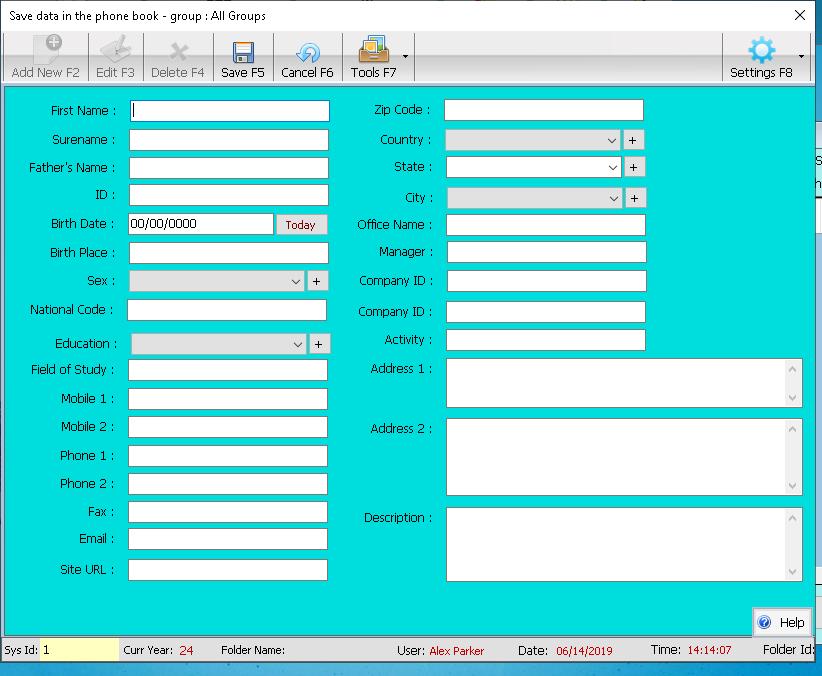 Save data in the phone book - group : All Groups
Add New F2 Edit F3 Delete F4 Save F5 Cancel F6 Tools F7 Settings F8
First Name :
Surename :
Father's Name :
ID :
Birth Date : 00/00/0000 Today
Birth Place :
Sex : +
National Code :
Education : +
Field of Study :
Mobile 1 :
Mobile 2 :
Phone 1 :
Phone 2 :
Fax :
Email :
Site URL :
Zip Code :
Country : +
State : +
City : +
Office Name :
Manager :
Company ID :
Company ID :
Activity :
Address 1 :
Address 2 :
Description :
Help
Sys Id: 1 Curr Year: 24 Folder Name: User: Alex Parker Date: 06/14/2019 Time: 14:14:07 Folder Id: